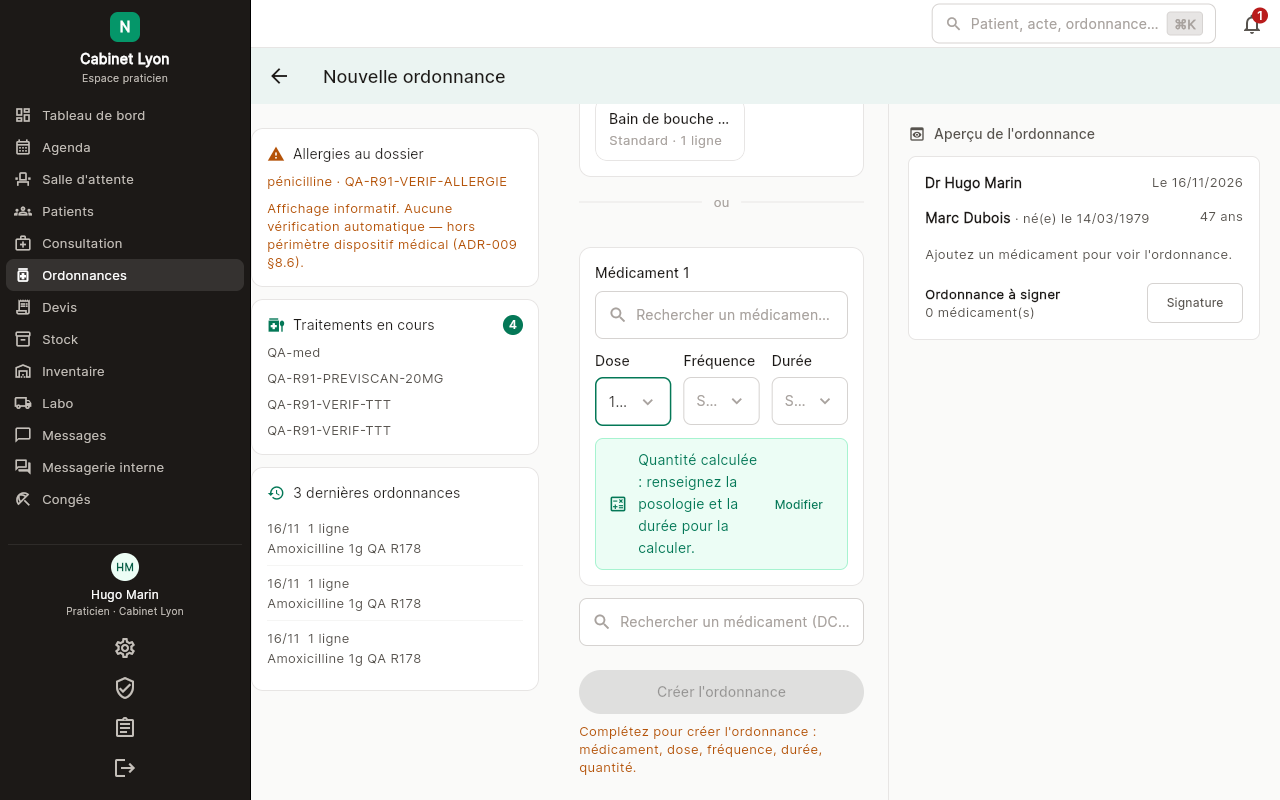 N
Cabinet Lyon
Espace praticien
Tableau de bord
Agenda
Salle d'attente
Patients
Consultation
Ordonnances
Devis
Stock
Inventaire
Labo
Messages
Messagerie interne
Congés
HM
Hugo Marin
Praticien · Cabinet Lyon
Patient, acte, ordonnance... ⌘K
1
Nouvelle ordonnance
Allergies au dossier
pénicilline · QA-R91-VERIF-ALLERGIE
Affichage informatif. Aucune
vérification automatique — hors
périmètre dispositif médical (ADR-009
§8.6).
Traitements en cours
4
QA-med
QA-R91-PREVISCAN-20MG
QA-R91-VERIF-TTT
QA-R91-VERIF-TTT
3 dernières ordonnances
16/11 1 ligne
Amoxicilline 1g QA R178
16/11 1 ligne
Amoxicilline 1g QA R178
16/11 1 ligne
Amoxicilline 1g QA R178
Bain de bouche ...
Standard · 1 ligne
ou
Médicament 1
Rechercher un médicamen...
Dose Fréquence Durée
1... S... S...
Quantité calculée
: renseignez la
posologie et la
durée pour la
calculer.
Modifier
Rechercher un médicament (DC...
Créer l'ordonnance
Complétez pour créer l'ordonnance :
médicament, dose, fréquence, durée,
quantité.
Aperçu de l'ordonnance
Dr Hugo Marin
Le 16/11/2026
Marc Dubois · né(e) le 14/03/1979
47 ans
Ajoutez un médicament pour voir l'ordonnance.
Ordonnance à signer
0 médicament(s)
Signature